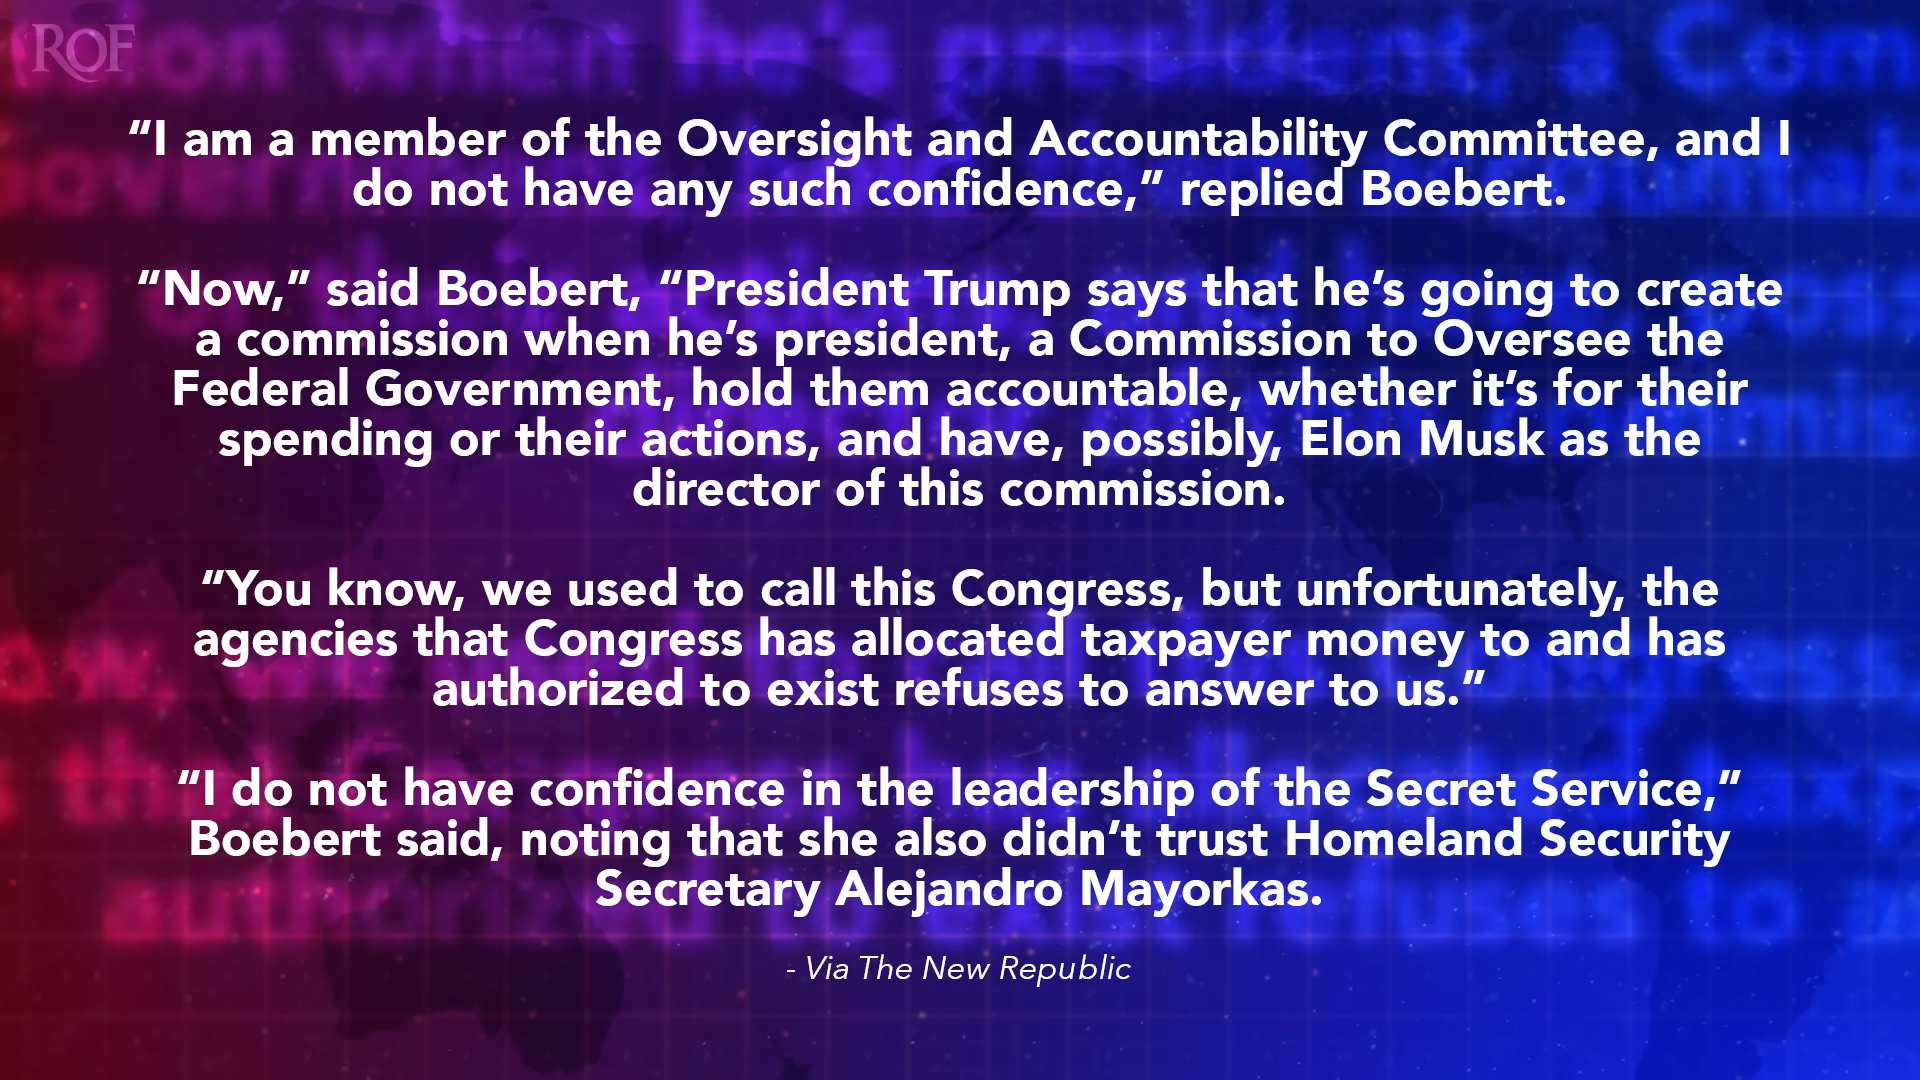 RoF
“I am a member of the Oversight and Accountability Committee, and I
do not have any such confidence,” replied Boebert.
“Now,” said Boebert, “President Trump says that he’s going to create
a commission when he’s president, a Commission to Oversee the
Federal Government, hold them accountable, whether it’s for their
spending or their actions, and have, possibly, Elon Musk as the
director of this commission.
“You know, we used to call this Congress, but unfortunately, the
agencies that Congress has allocated taxpayer money to and has
authorized to exist refuses to answer to us.”
“I do not have confidence in the leadership of the Secret Service,”
Boebert said, noting that she also didn’t trust Homeland Security
Secretary Alejandro Mayorkas.
- Via The New Republic